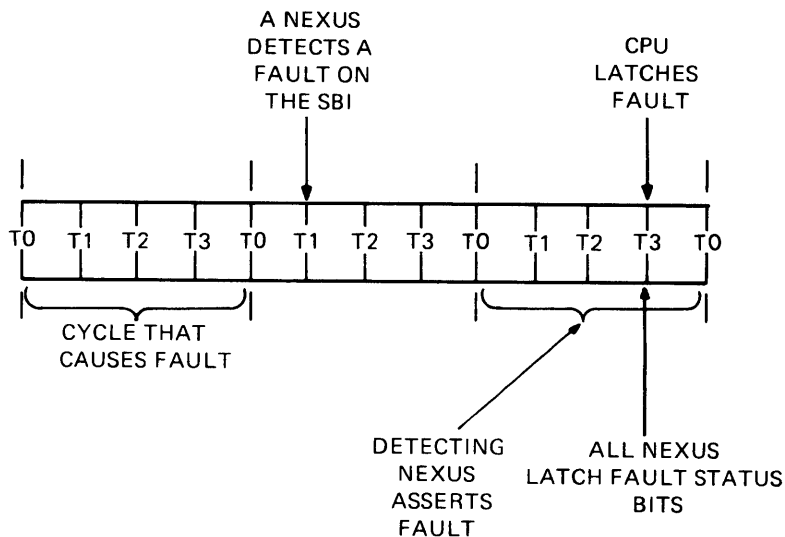 A NEXUS
DETECTS A
FAULT ON
THE SBI
CPU
LATCHES
FAULT
T0 T1 T2 T3 T0 T1 T2 T3 T0 T1 T2 T3 T0
CYCLE THAT
CAUSES FAULT
DETECTING
NEXUS
ASSERTS
FAULT
ALL NEXUS
LATCH FAULT STATUS
BITS